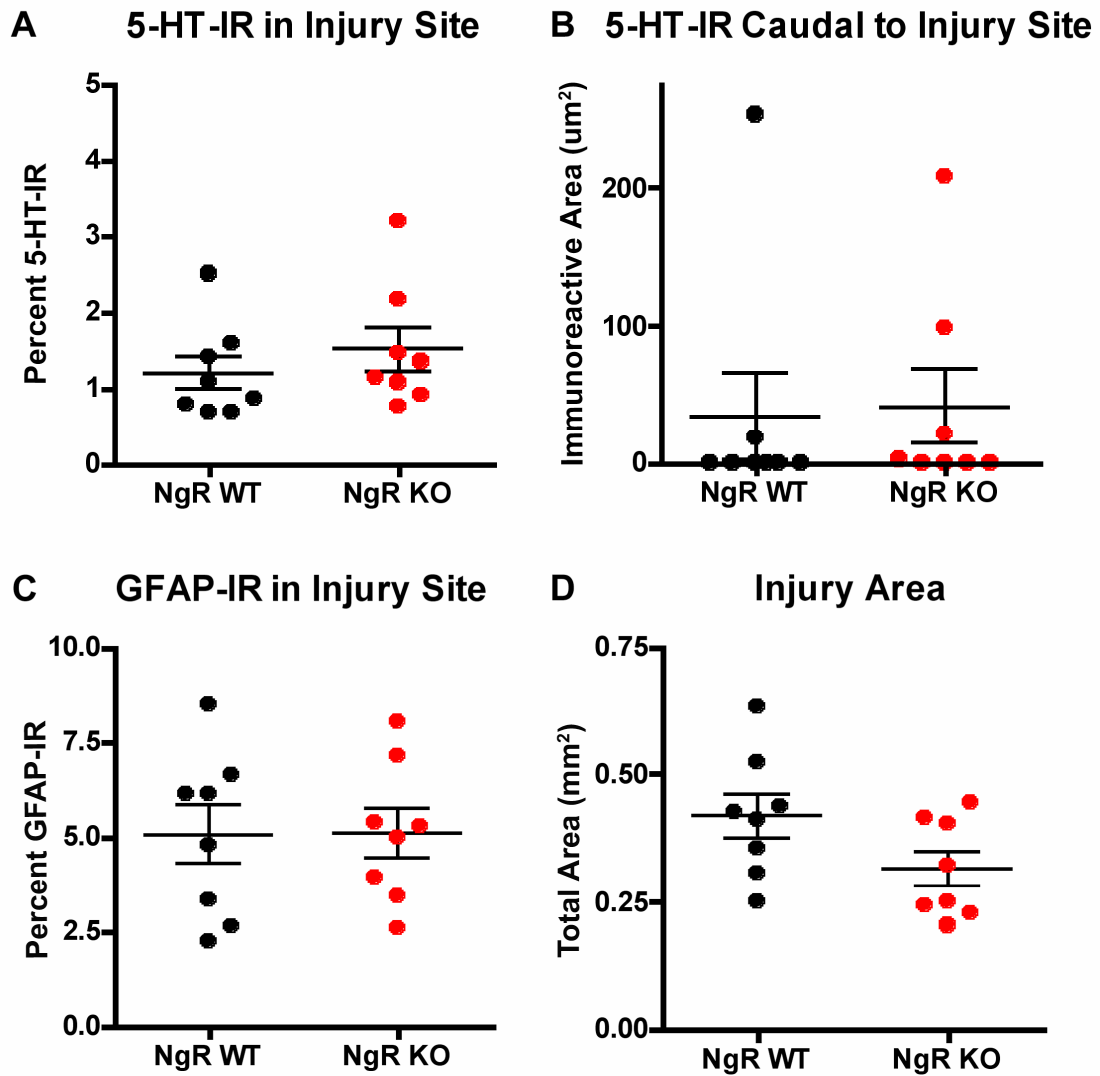 A 5-HT-IR in Injury Site
Percent 5-HT-IR
5
4
3
2
1
0
NgR WT NgR KO
B 5-HT-IR Caudal to Injury Site
Immunoreactive Area (um²)
200
100
0
NgR WT NgR KO
C GFAP-IR in Injury Site
Percent GFAP-IR
10.0
7.5
5.0
2.5
0.0
NgR WT NgR KO
D Injury Area
Total Area (mm²)
0.75
0.50
0.25
0.00
NgR WT NgR KO